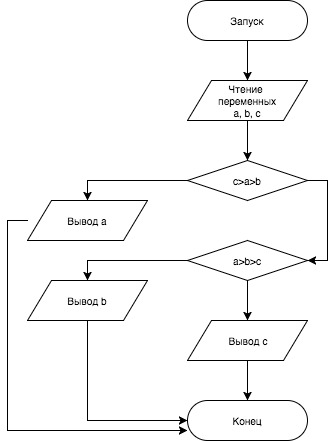 Запуск
Чтение
переменных
a, b, c
c>a>b
Вывод a
a>b>c
Вывод b
Вывод c
Конец